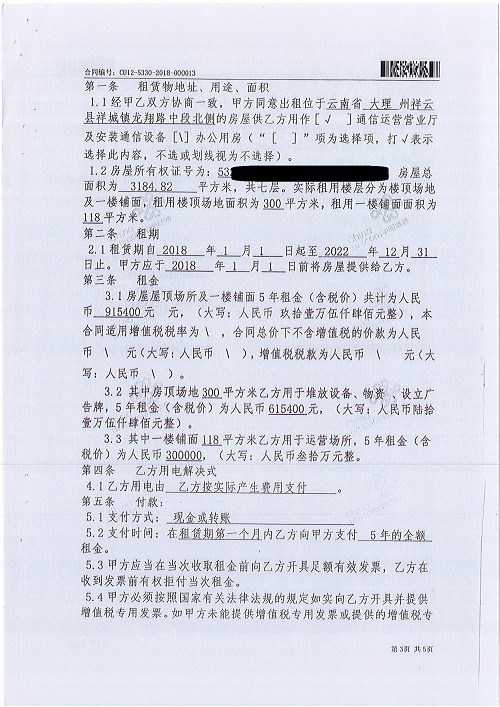 合同编号: CU12-5330-2018-000013
第一条 租赁物地址、用途、面积
1.1 经甲乙双方协商一致，甲方同意出租位于云南省 大理 州祥云
县祥城镇龙翔路中段北侧的房屋供乙方用作[ √ ]通信运营营业厅
及安装通信设备 [\] 办公用房（“ [ ] ”项为选择项，打√表示
选择此内容，不选或划线视为不选择）。
1.2 房屋所有权证号为: 53 房屋总
面积为 3184.82 平方米，共七层。实际租用楼层分为楼顶场地
及一楼铺面，租用楼顶场地面积为 300 平方米，租用一楼铺面面积为
118 平方米。
第二条 租期
2.1 租赁期自 2018 年 1 月 1 日起至 2022 年 12 月 31
日止。甲方应于 2018 年 1 月 1 日前将房屋提供给乙方。
第三条 租金
3.1 房屋屋顶场所及一楼铺面 5 年租金（含税价）共计为人民
币 915400 元，（大写: 人民币 玖拾壹万伍仟肆佰元整），本
合同适用增值税税率为 \ ，合同总价下不含增值税的价款为人民
币 \ 元(大写: 人民币 \ ), 增值税税款为人民币 \ 元（大
写: 人民币 \ ）。
3.2 其中房顶场地 300 平方米乙方用于堆放设备、物资 、设立广
告牌，5 年租金（含税价）为人民币 615400 元，（大写: 人民币陆拾
壹万伍仟肆佰元整）。
3.3 其中一楼铺面 118 平方米乙方用于运营场所，5 年租金（含
税价）为人民币 300000,（大写: 人民币叁拾万元整。
第四条 乙方用电解决式
4.1 乙方用电由 乙方按实际产生费用支付 。
第五条 付款:
5.1 支付方式: 现金或转账
5.2 支付时间: 在租赁期第一个月内乙方向甲方支付 5 年的全额
租金。
5.3 甲方应当在当次收取租金前向乙方开具足额有效发票，乙方在
收到发票前有权拒付当次租金。
5.4 甲方必须按照国家有关法律法规的规定如实向乙方开具并提供
增值税专用发票。如甲方未能提供增值税专用发票或提供的增值税专
第 3页 共 5页